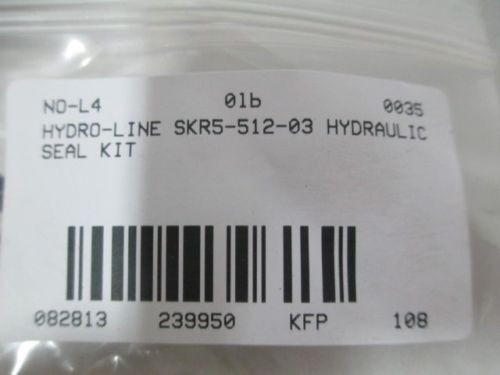 NO-L4 01b 0035
HYDRO-LINE SKR5-512-03 HYDRAULIC
SEAL KIT
082813 239950 KFP 108